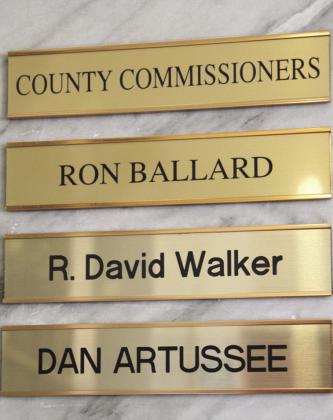 COUNTY COMMISSIONERS
RON BALLARD
R. David Walker
DAN ARTUSSEE